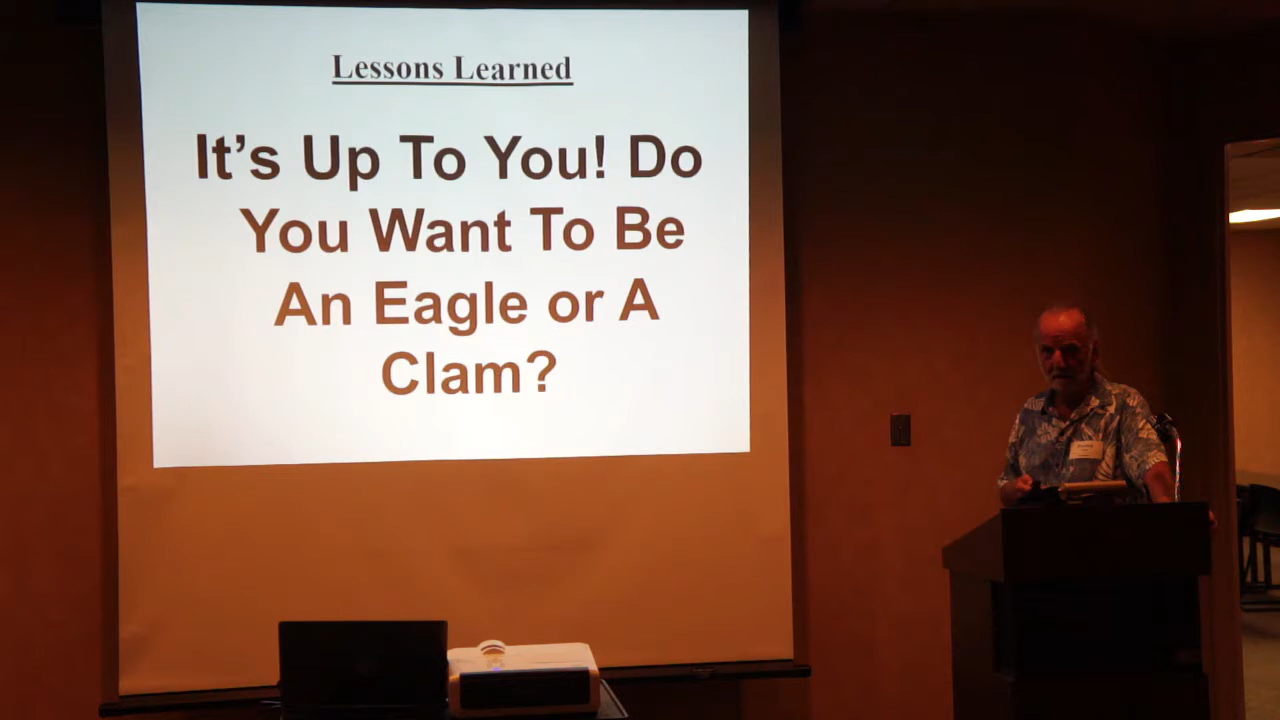 Lessons Learned
It's Up To You! Do
You Want To Be
An Eagle or A
Clam?